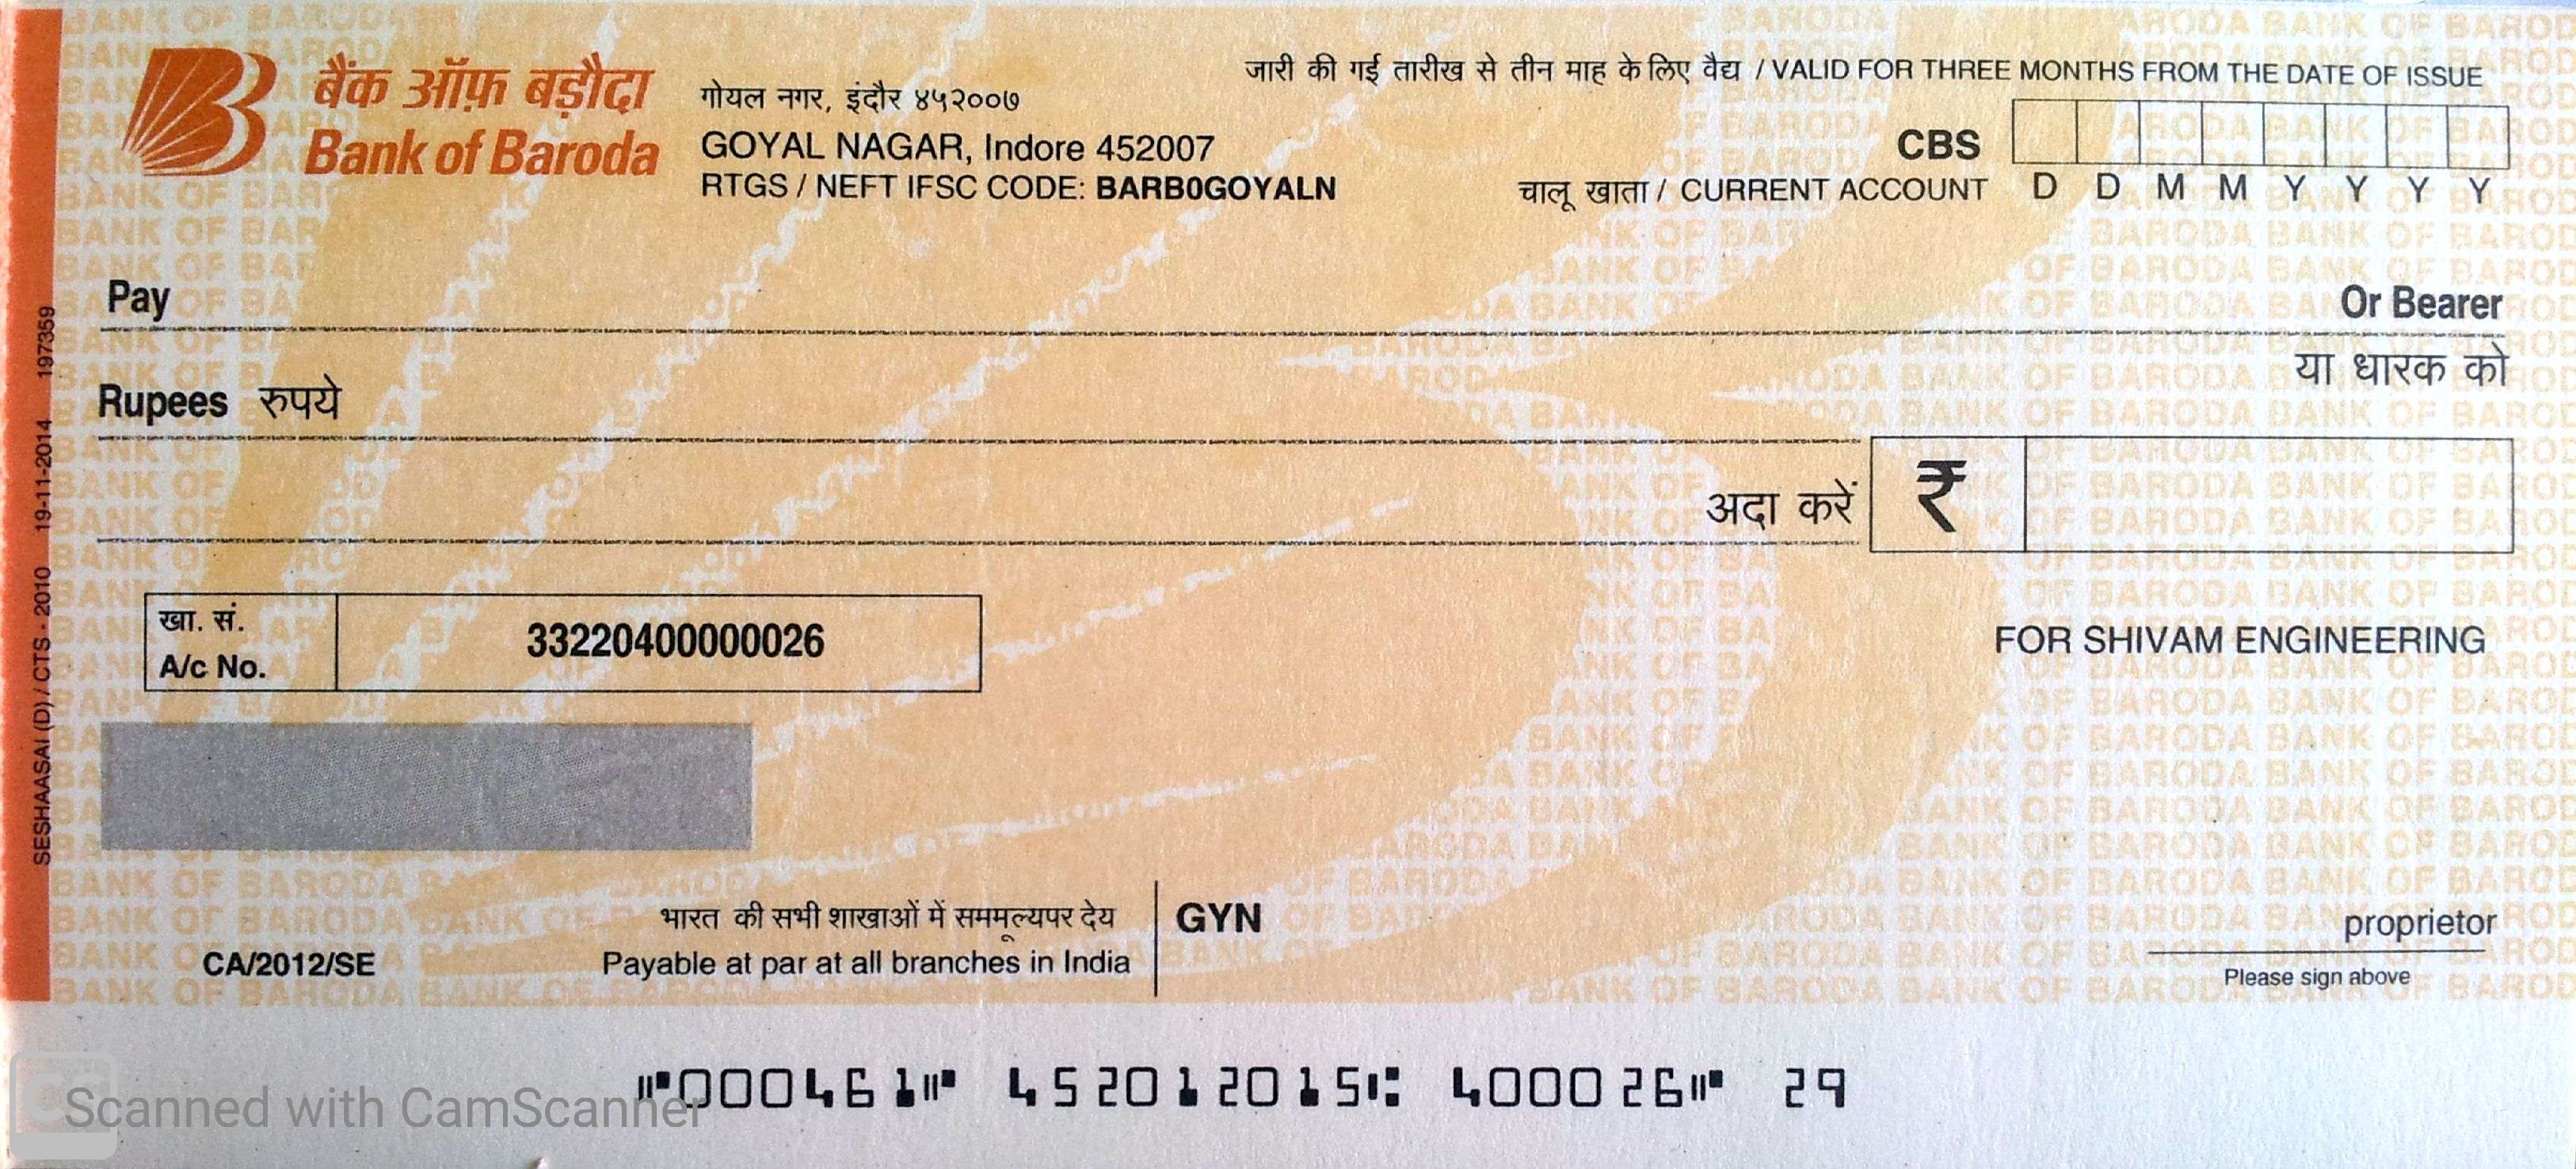 जारी की गई तारीख से तीन माह के लिए वैद्य / VALID FOR THREE MONTHS FROM THE DATE OF ISSUE
बैंक ऑफ़ बड़ौदा
Bank of Baroda
गोयल नगर, इंदौर ४५२००७
GOYAL NAGAR, Indore 452007
RTGS / NEFT IFSC CODE: BARB0GOYALN
CBS
चालू खाता / CURRENT ACCOUNT
D D M M Y Y Y Y
Pay
Or Bearer
या धारक को
Rupees रुपये
अदा करें
₹
खा. सं.
A/c No.
33220400000026
FOR SHIVAM ENGINEERING
SESHAASAI (D) / CTS - 2010 19-11-2014 197359
भारत की सभी शाखाओं में सममूल्यपर देय
Payable at par at all branches in India
GYN
CA/2012/SE
proprietor
Please sign above
⑈000461⑈ 452012015⑆ 400026⑈ 29
Scanned with CamScanner